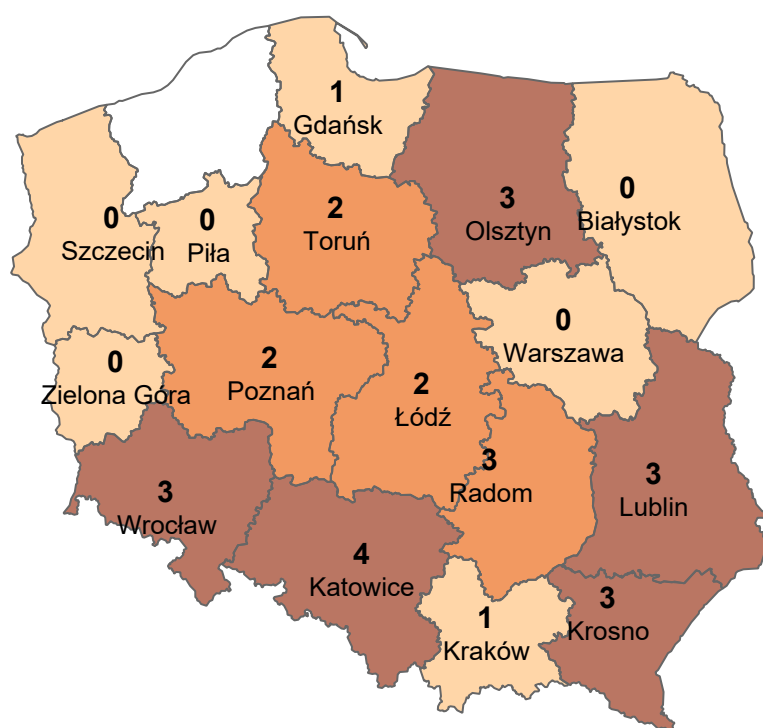 1
Gdańsk
3
Olsztyn
0
Białystok
0
Szczecin
0
Piła
2
Toruń
0
Warszawa
0
Zielona Góra
2
Poznań
2
Łódź
3
Radom
3
Lublin
3
Wrocław
4
Katowice
1
Kraków
3
Krosno